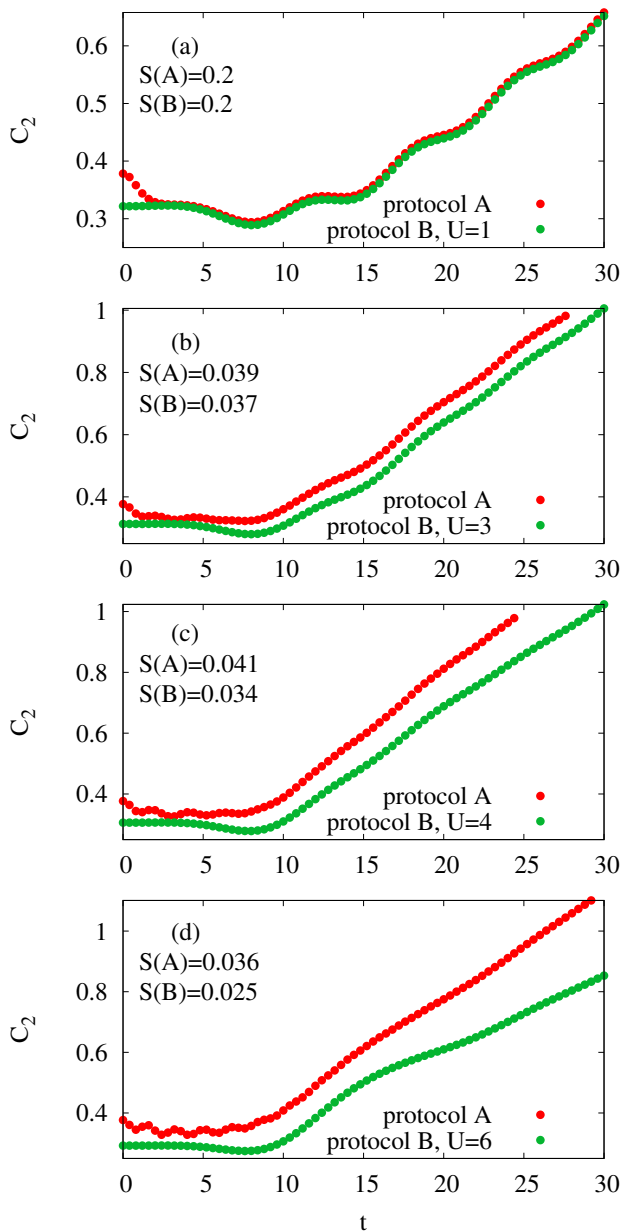 0.6
(a)
S(A)=0.2
0.5
S(B)=0.2
C2
0.4
protocol A
0.3
protocol B, U=1
0 5 10 15 20 25 30
1
(b)
S(A)=0.039
0.8
S(B)=0.037
C2
0.6
protocol A
0.4
protocol B, U=3
0 5 10 15 20 25 30
1
(c)
S(A)=0.041
0.8
S(B)=0.034
C2
0.6
protocol A
0.4
protocol B, U=4
0 5 10 15 20 25 30
(d)
1
S(A)=0.036
S(B)=0.025
0.8
C2
0.6
protocol A
0.4
protocol B, U=6
0 5 10 15 20 25 30
t